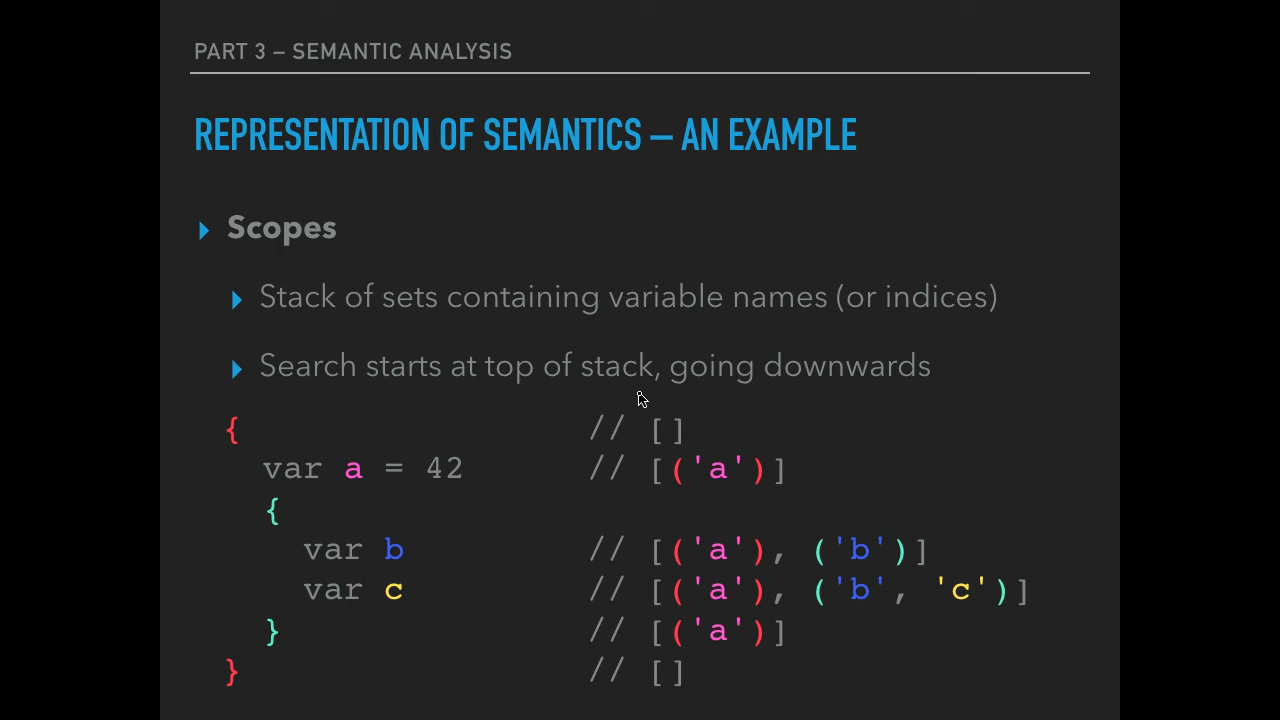 PART 3 – SEMANTIC ANALYSIS
REPRESENTATION OF SEMANTICS – AN EXAMPLE
Scopes
Stack of sets containing variable names (or indices)
Search starts at top of stack, going downwards
{ // []
var a = 42 // [('a')]
{
var b // [('a'), ('b')]
var c // [('a'), ('b', 'c')]
} // [('a')]
} // []